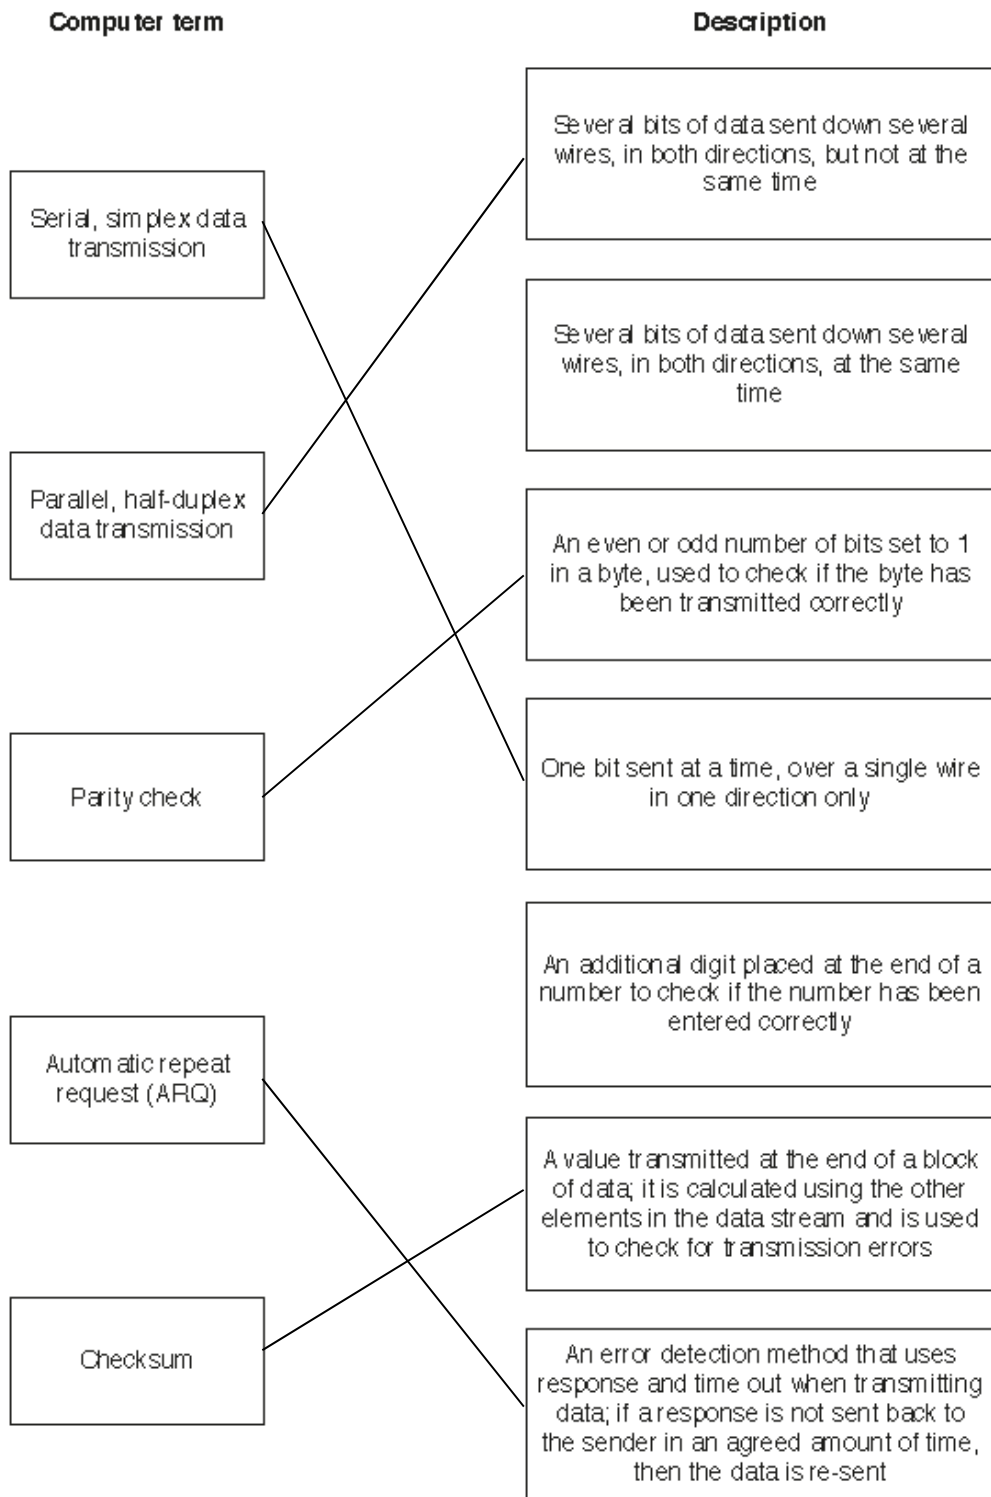 Computer term
Description
Serial, simplex data
transmission
Parallel, half-duplex
data transmission
Parity check
Automatic repeat
request (ARQ)
Checksum
Several bits of data sent down several
wires, in both directions, but not at the
same time
Several bits of data sent down several
wires, in both directions, at the same
time
An even or odd number of bits set to 1
in a byte, used to check if the byte has
been transmitted correctly
One bit sent at a time, over a single wire
in one direction only
An additional digit placed at the end of a
number to check if the number has been
entered correctly
A value transmitted at the end of a block
of data; it is calculated using the other
elements in the data stream and is used
to check for transmission errors
An error detection method that uses
response and time out when transmitting
data; if a response is not sent back to
the sender in an agreed amount of time,
then the data is re-sent